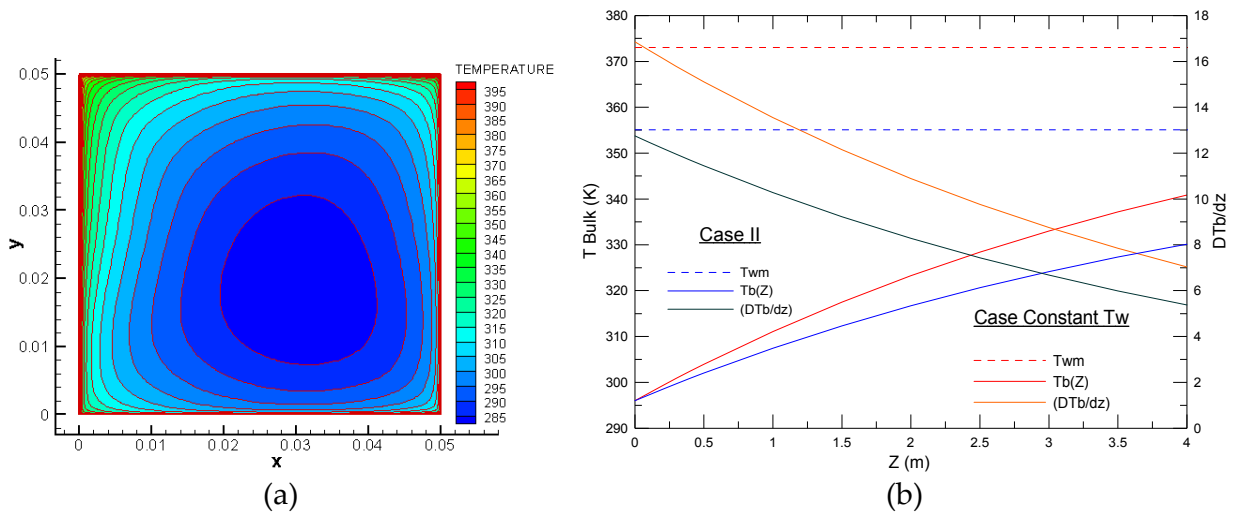 TEMPERATURE
395
390
385
380
375
370
365
360
355
350
345
340
335
330
325
320
315
310
305
300
295
290
285
0.05
0.04
0.03
0.02
0.01
0
y
0 0.01 0.02 0.03 0.04 0.05
x
(a)
380
370
360
350
340
330
320
310
300
290
T Bulk (K)
18
16
14
12
10
8
6
4
2
0
DTb/dz
Case II
Twm
Tb(Z)
(DTb/dz)
Case Constant Tw
Twm
Tb(Z)
(DTb/dz)
0 0.5 1 1.5 2 2.5 3 3.5 4
Z (m)
(b)